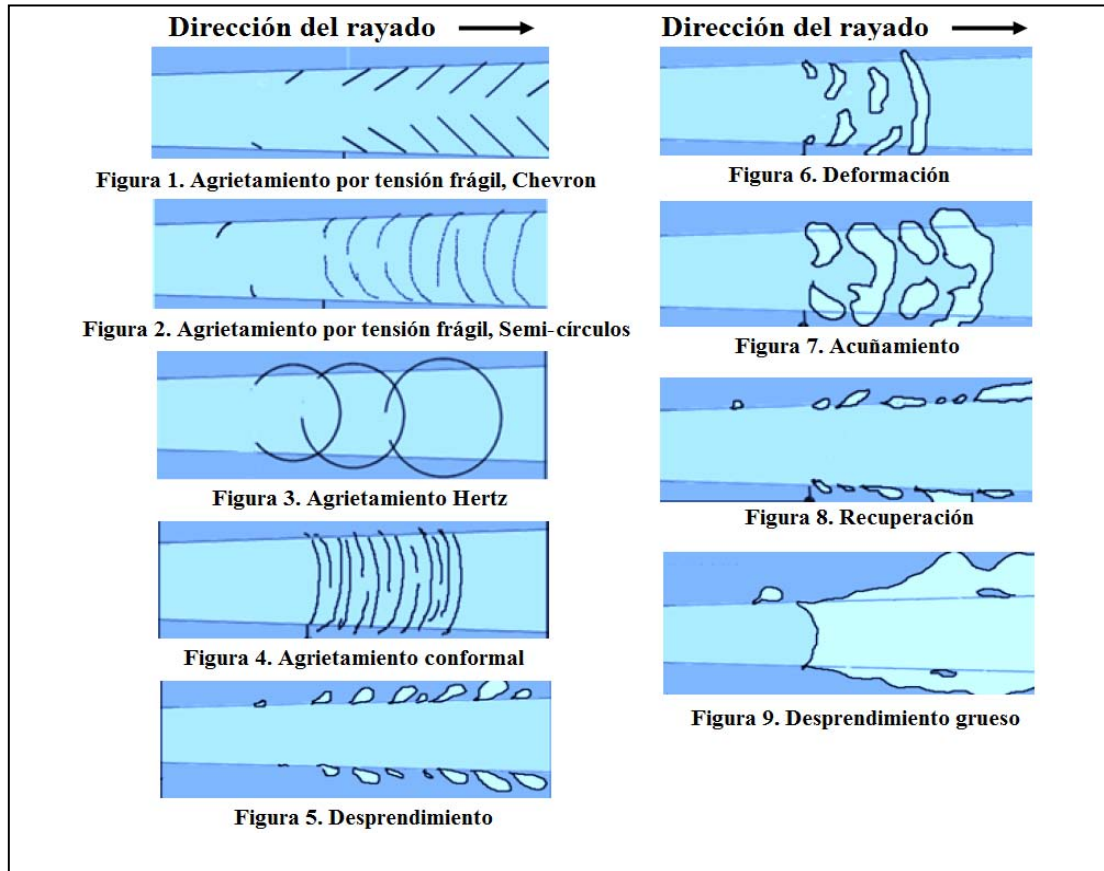 Dirección del rayado
Figura 1. Agrietamiento por tensión frágil, Chevron
Figura 2. Agrietamiento por tensión frágil, Semi-círculos
Figura 3. Agrietamiento Hertz
Figura 4. Agrietamiento conformal
Figura 5. Desprendimiento
Dirección del rayado
Figura 6. Deformación
Figura 7. Acuñamiento
Figura 8. Recuperación
Figura 9. Desprendimiento grueso